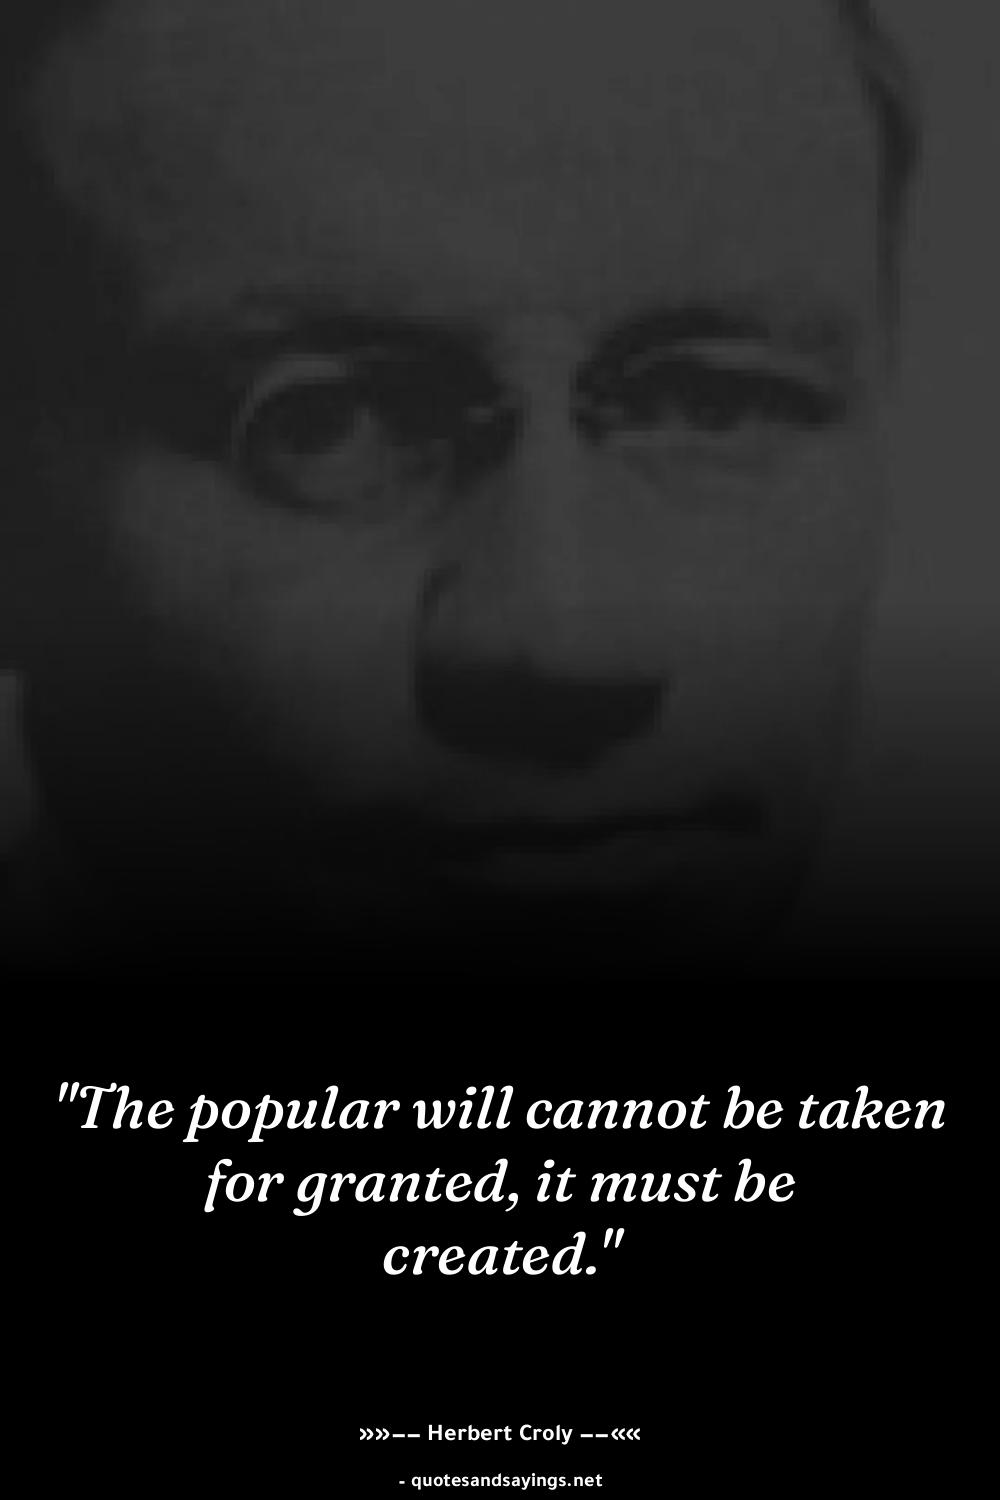 "The popular will cannot be taken
for granted, it must be
created."
»»–– Herbert Croly ––««
- quotesandsayings.net